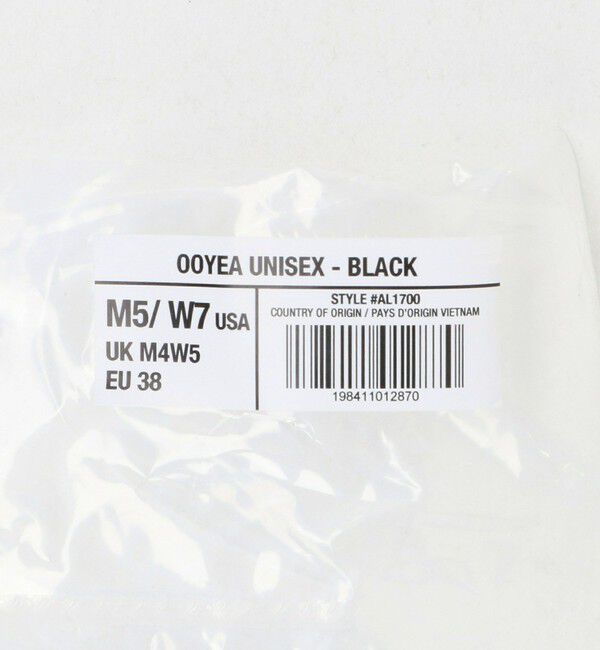 OOYEA UNISEX - BLACK
M5/ W7 USA
UK M4W5
EU 38
STYLE #AL1700
COUNTRY OF ORIGIN / PAYS D'ORIGIN VIETNAM
198411012870